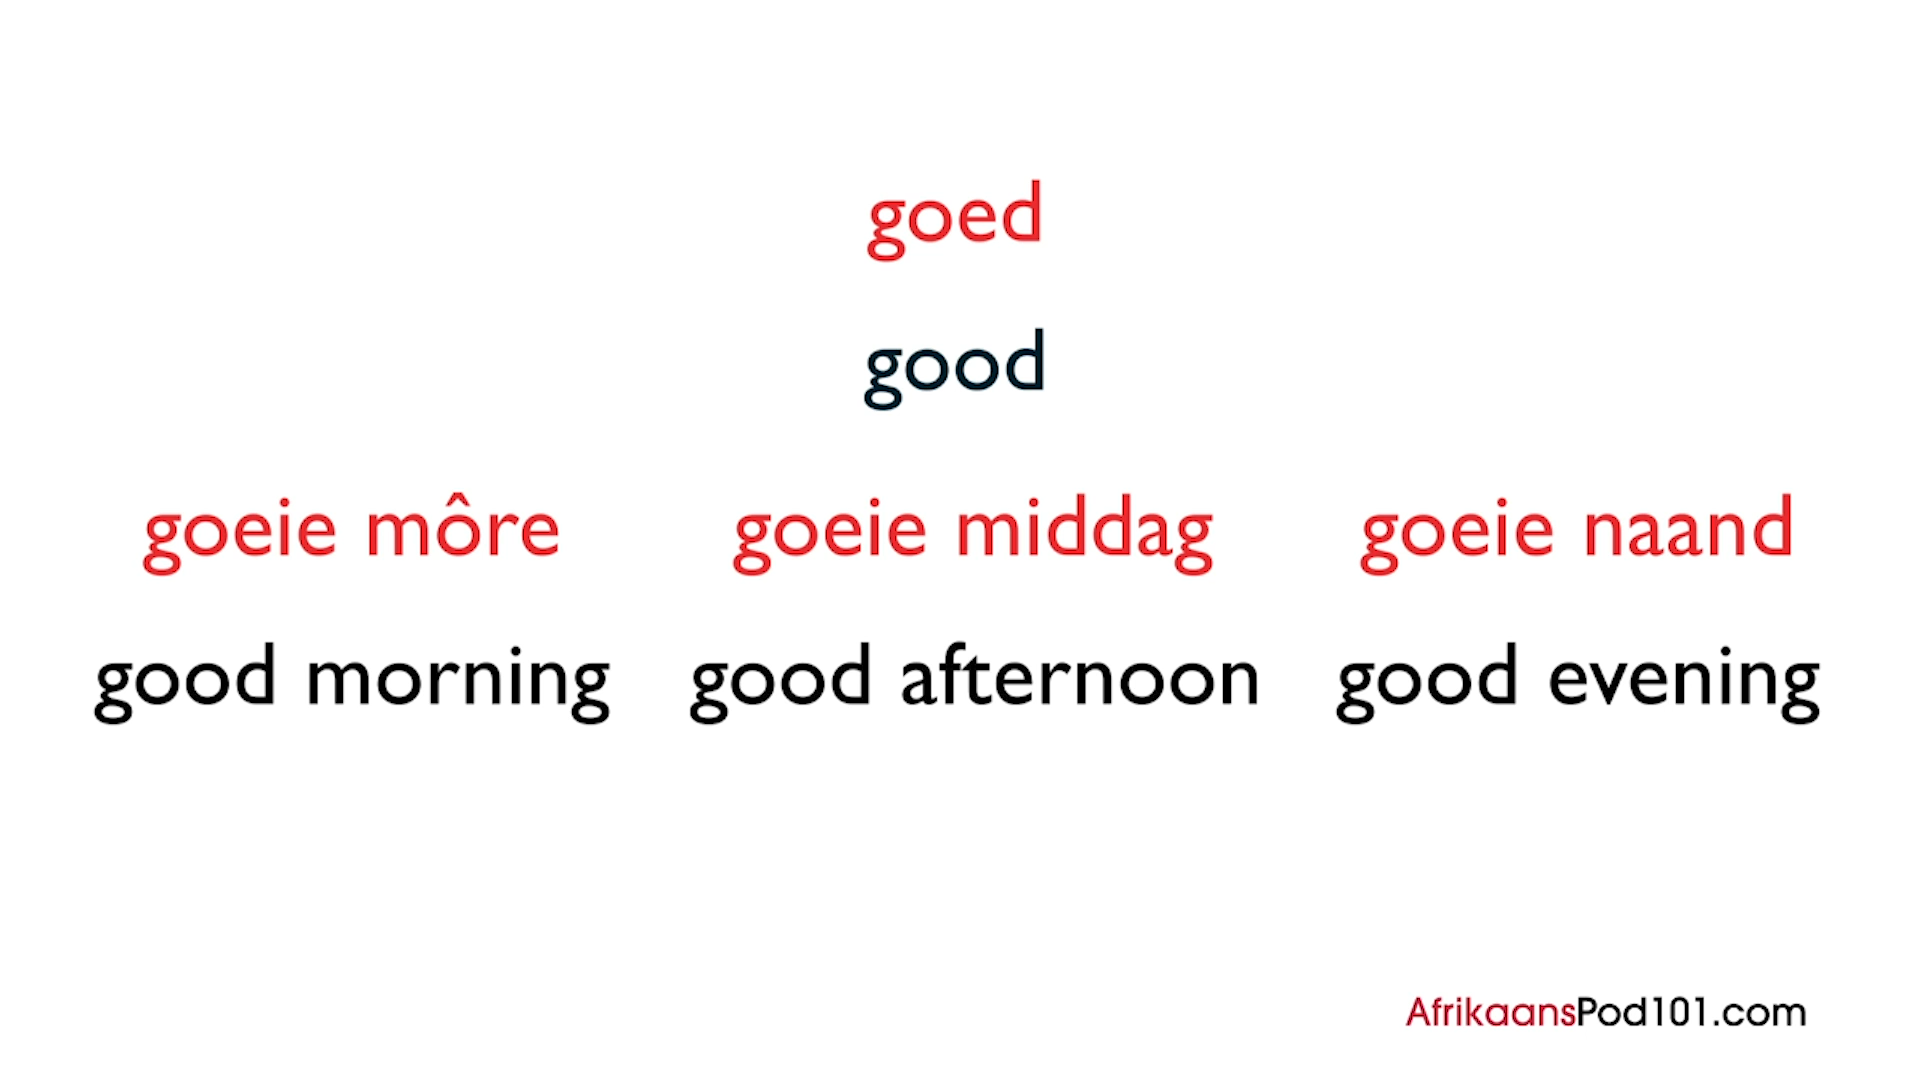 goed
good
goeie môre goeie middag goeie naand
good morning good afternoon good evening
AfrikaansPod101.com